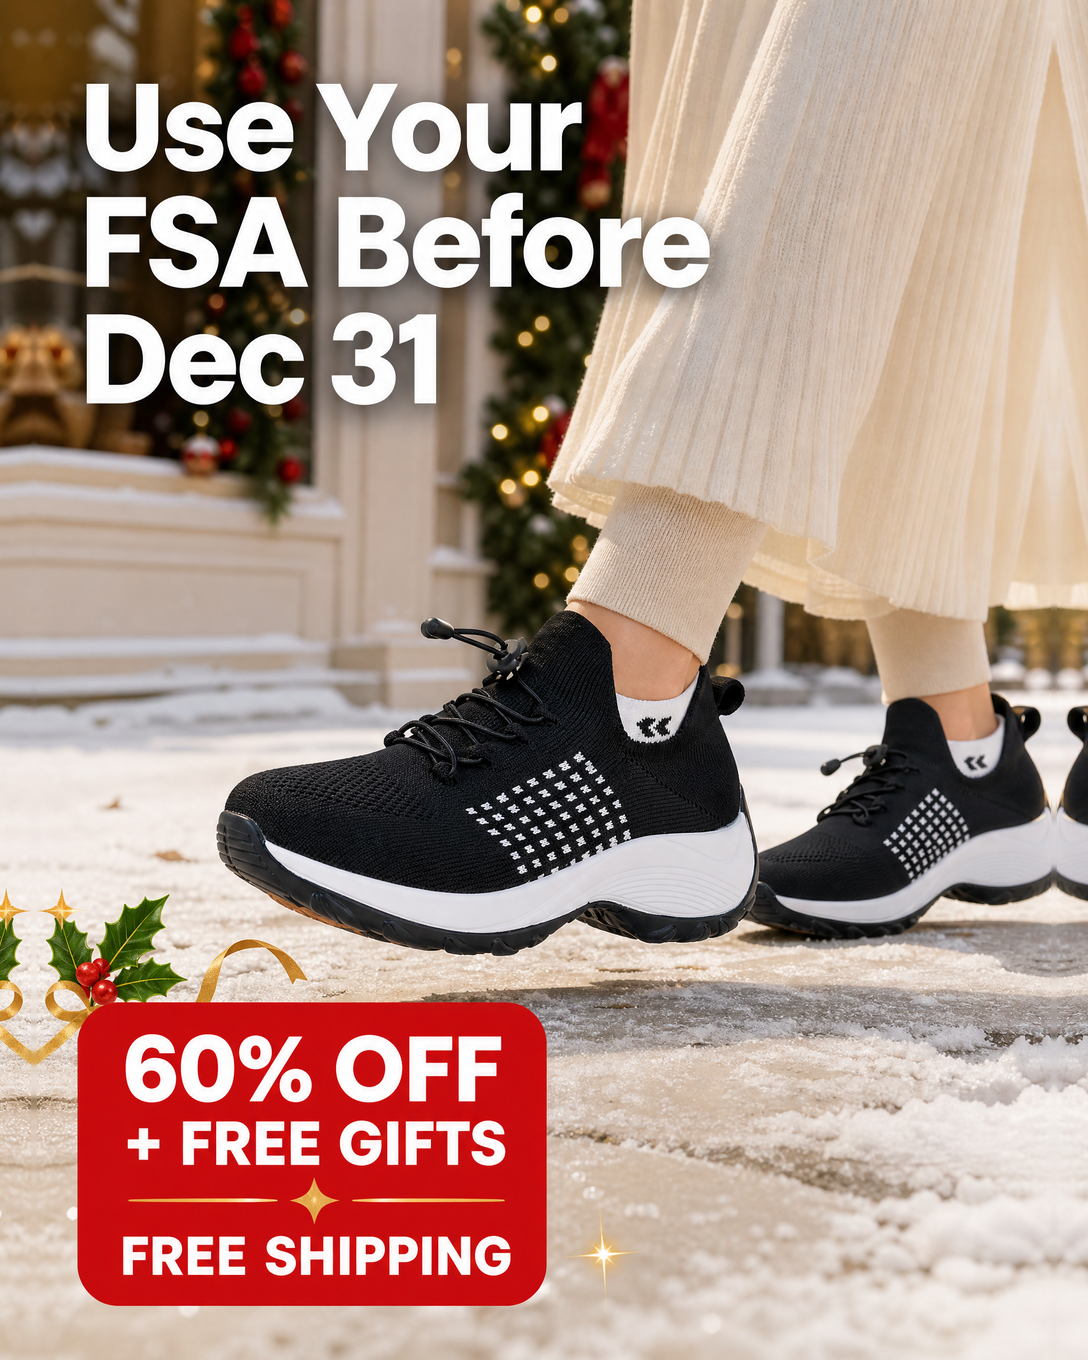 Use Your
FSA Before
Dec 31
60% OFF
+ FREE GIFTS
FREE SHIPPING